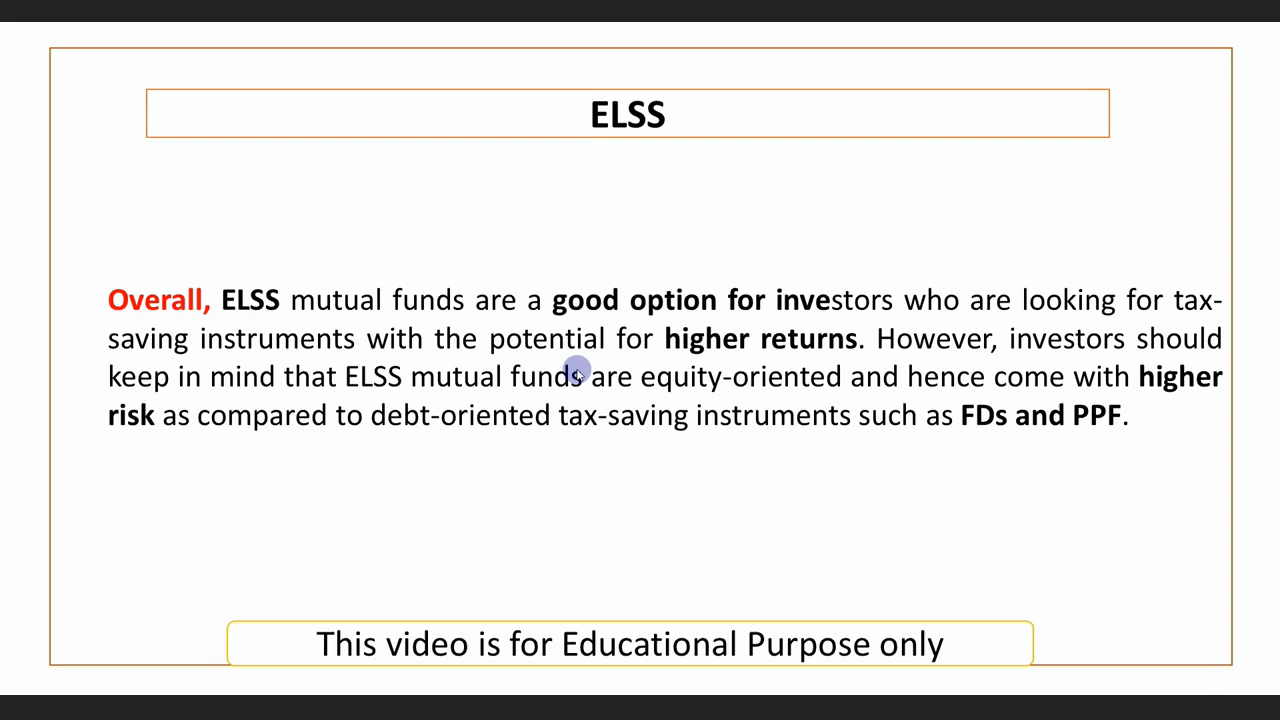 ELSS
Overall, ELSS mutual funds are a good option for investors who are looking for tax-
saving instruments with the potential for higher returns. However, investors should
keep in mind that ELSS mutual funds are equity-oriented and hence come with higher
risk as compared to debt-oriented tax-saving instruments such as FDs and PPF.
This video is for Educational Purpose only